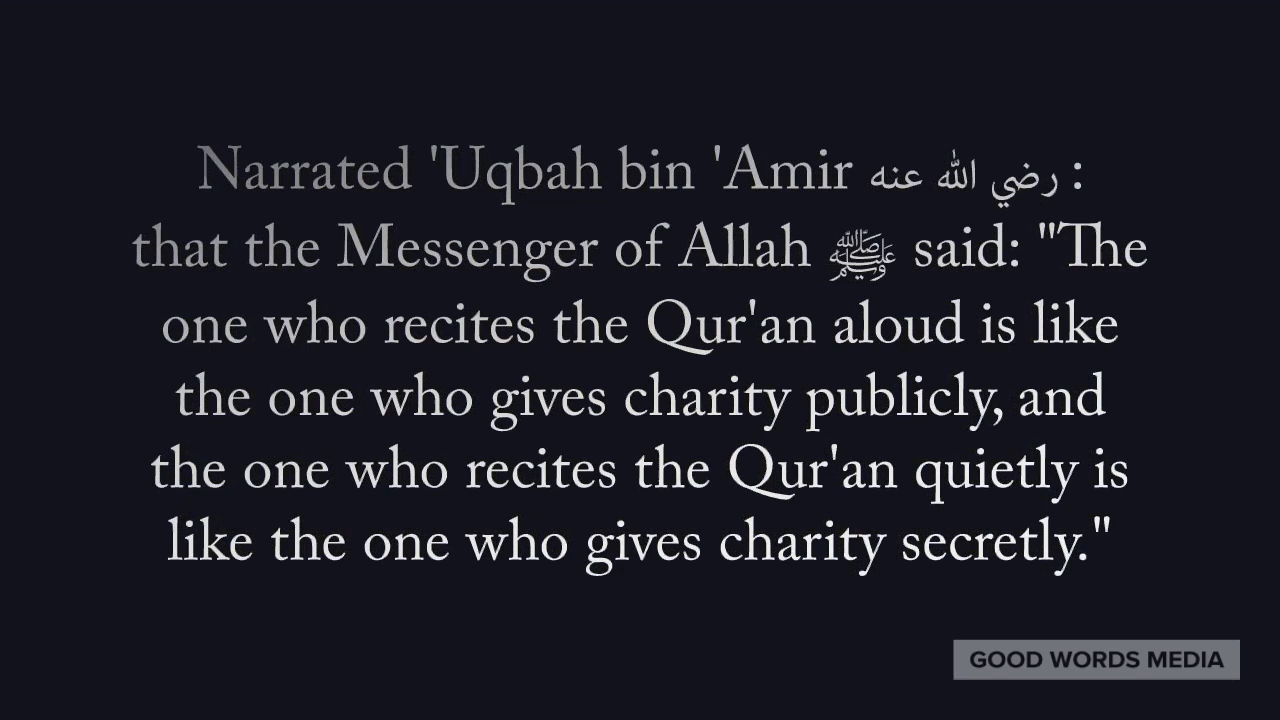 Narrated 'Uqbah bin 'Amir رضي الله عنه :
that the Messenger of Allah ﷺ said: "The
one who recites the Qur'an aloud is like
the one who gives charity publicly, and
the one who recites the Qur'an quietly is
like the one who gives charity secretly."
GOOD WORDS MEDIA